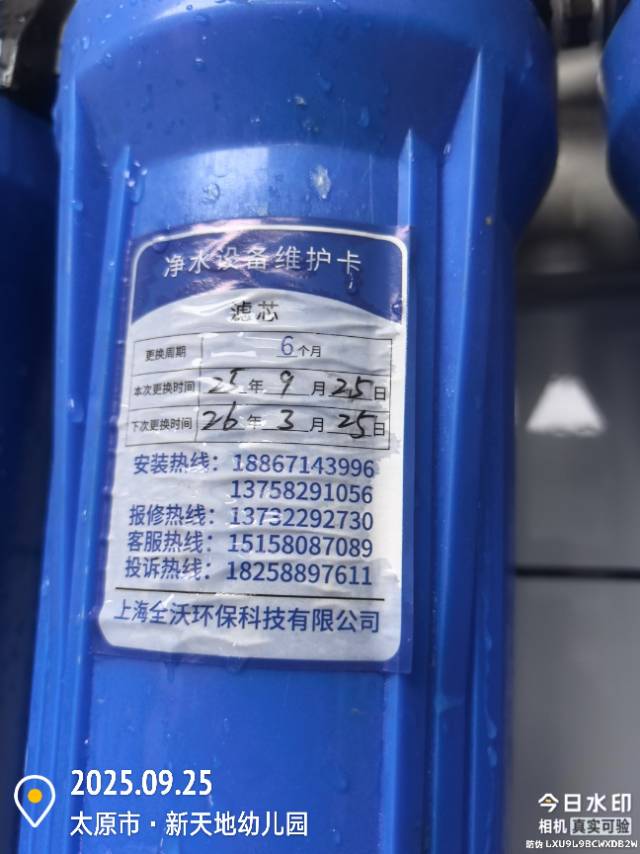 净水设备维护卡
滤芯
更换周期 6个月
本次更换时间 25年9月25日
下次更换时间 26年3月25日
安装热线：18867143996
13758291056
报修热线：13732292730
客服热线：15158087089
投诉热线：18258897611
上海全沃环保科技有限公司
2025.09.25
太原市·新天地幼儿园
今日水印
相机 真实可验
防伪 LXU9L9BCWXDB2W